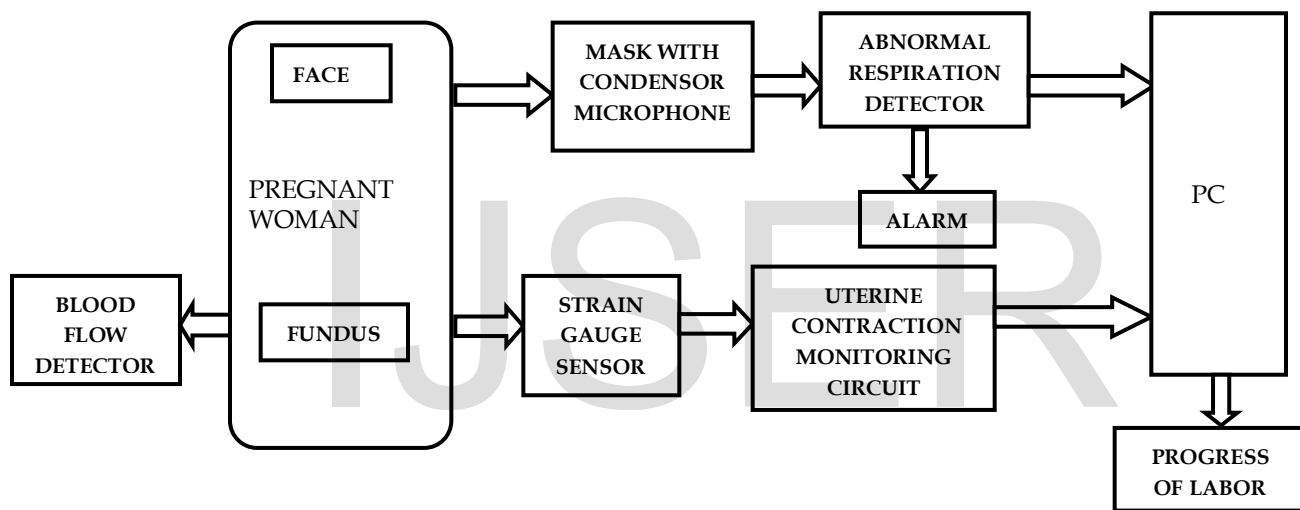 FACE
PREGNANT
WOMAN
FUNDUS
BLOOD
FLOW
DETECTOR
MASK WITH
CONDENSOR
MICROPHONE
ABNORMAL
RESPIRATION
DETECTOR
ALARM
STRAIN
GAUGE
SENSOR
UTERINE
CONTRACTION
MONITORING
CIRCUIT
PC
PROGRESS
OF LABOR
IJSER